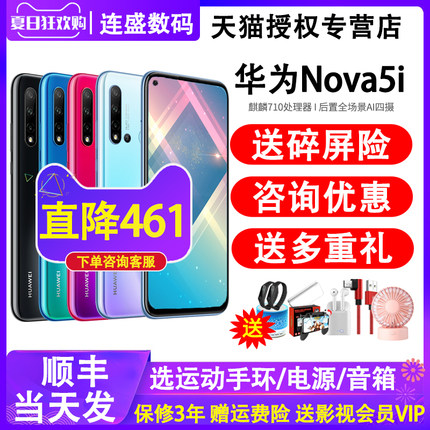 夏日狂欢购 连盛数码 天猫授权专营店
华为Nova5i
麒麟710处理器 I 后置全场景AI四摄
送碎屏险
咨询优惠
送多重礼
直降461
下单咨询客服
HUAWEI
HUAWEI
HUAWEI
HUAWEI
送
顺丰
当天发
选运动手环/电源/音箱
保修3年 赠运费险 送影视会员VIP